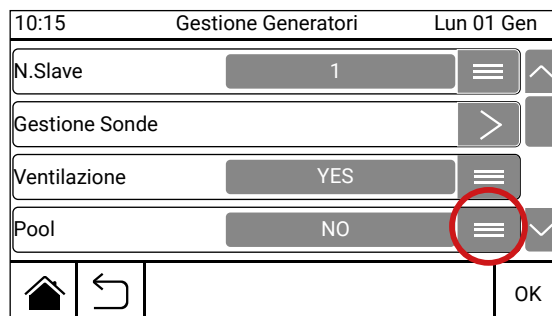 10:15 Gestione Generatori Lun 01 Gen
N.Slave 1
Gestione Sonde
Ventilazione YES
Pool NO
OK